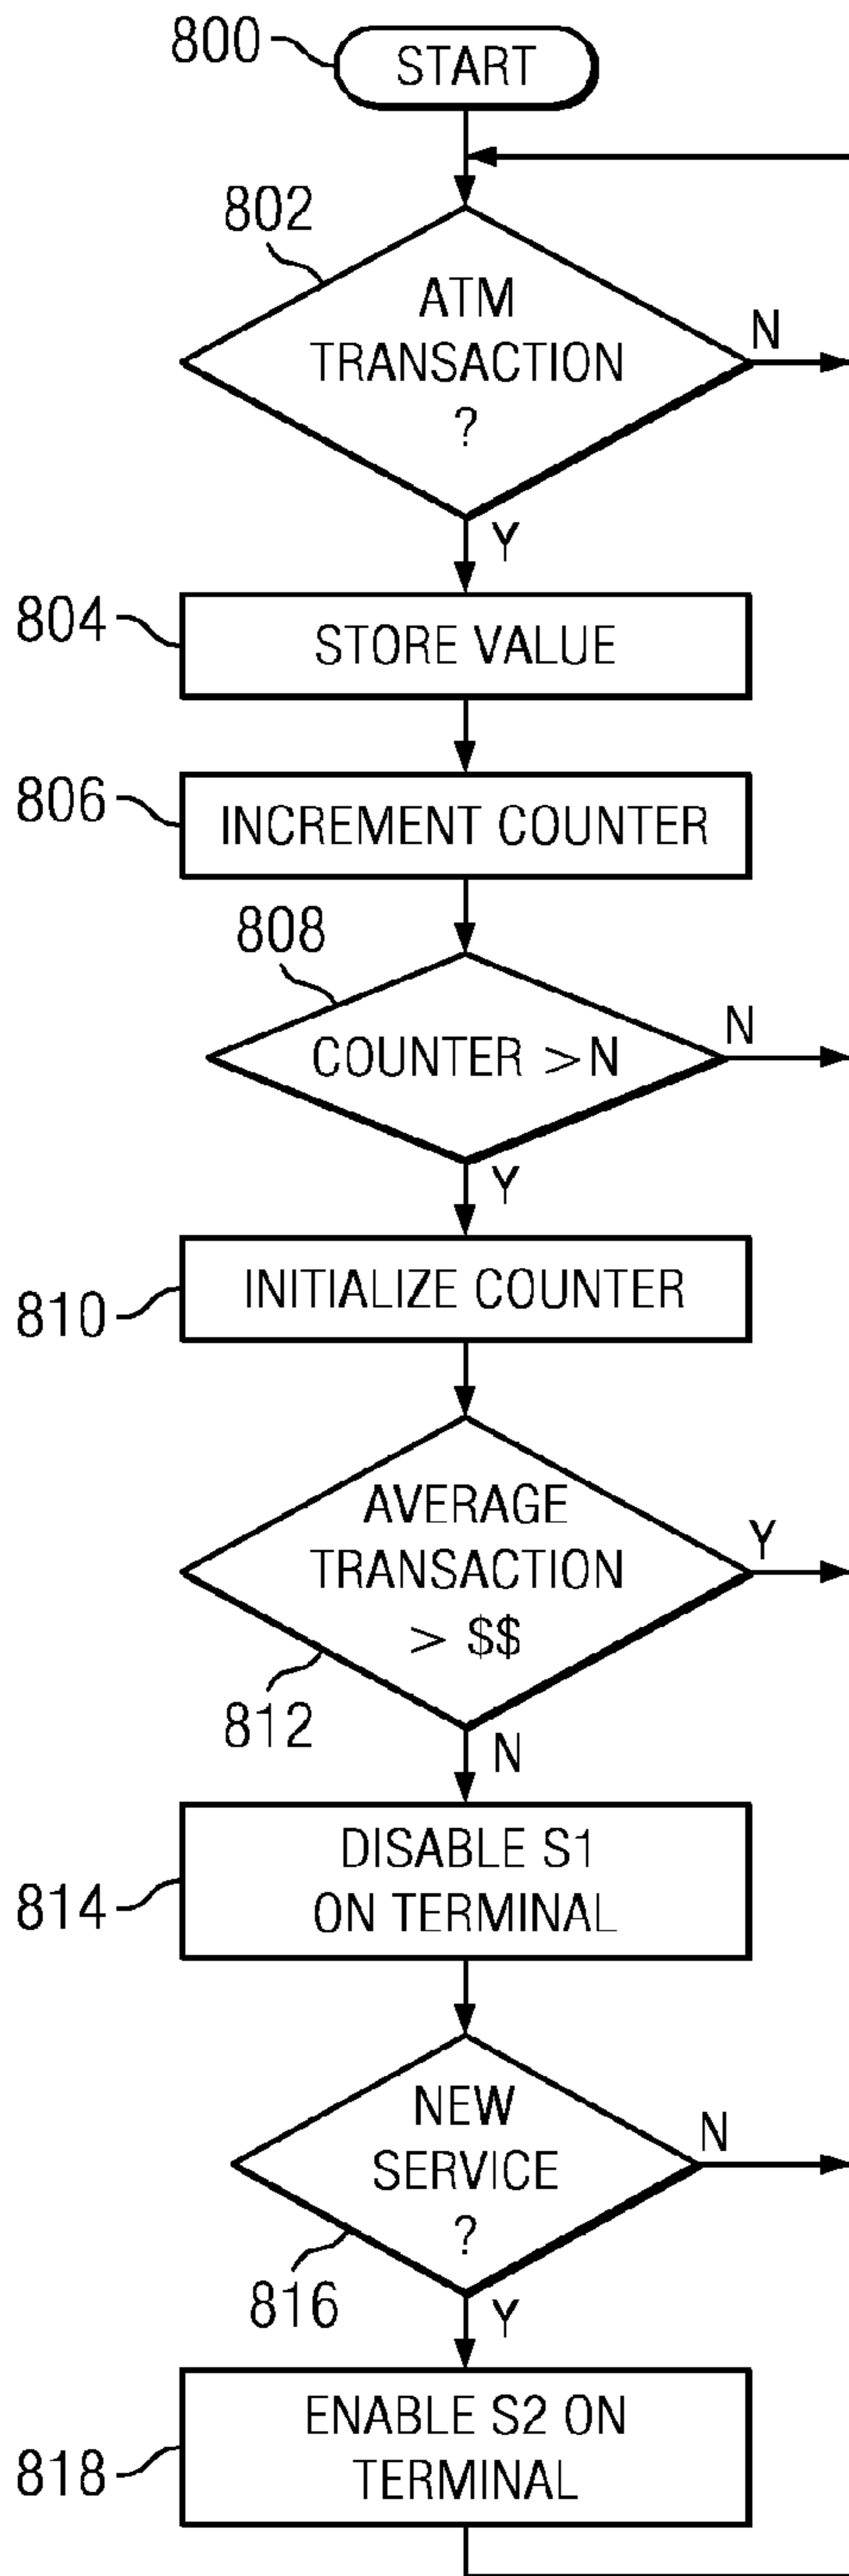 800
START
802
ATM
TRANSACTION
?
N
Y
804
STORE VALUE
806
INCREMENT COUNTER
808
COUNTER >N
N
Y
810
INITIALIZE COUNTER
AVERAGE
TRANSACTION
> $$
Y
812
N
814
DISABLE S1
ON TERMINAL
NEW
SERVICE
?
N
816
Y
818
ENABLE S2 ON
TERMINAL